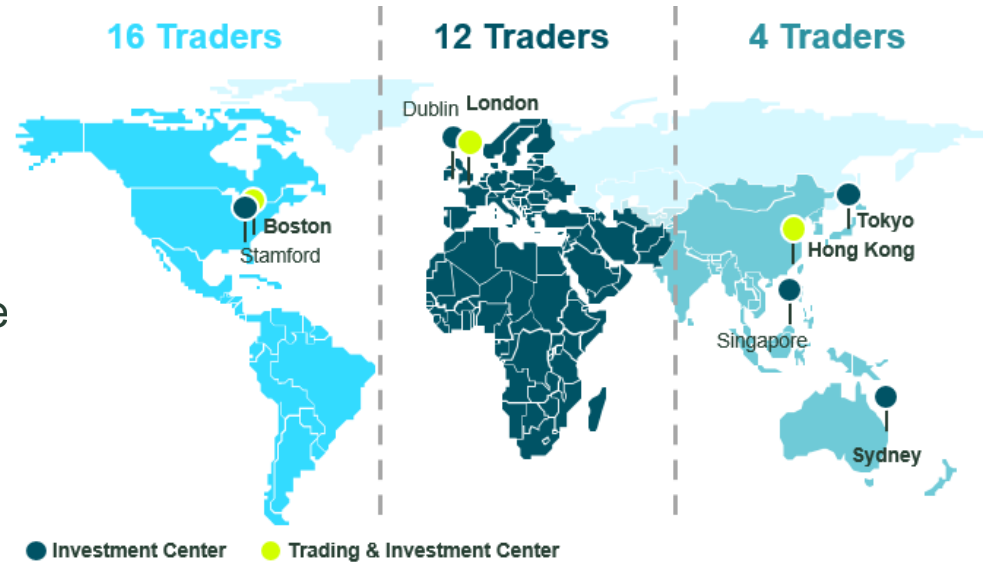 16 Traders
12 Traders
4 Traders
Dublin
London
Boston
Stamford
Tokyo
Hong Kong
Singapore
Sydney
e
Investment Center
Trading & Investment Center